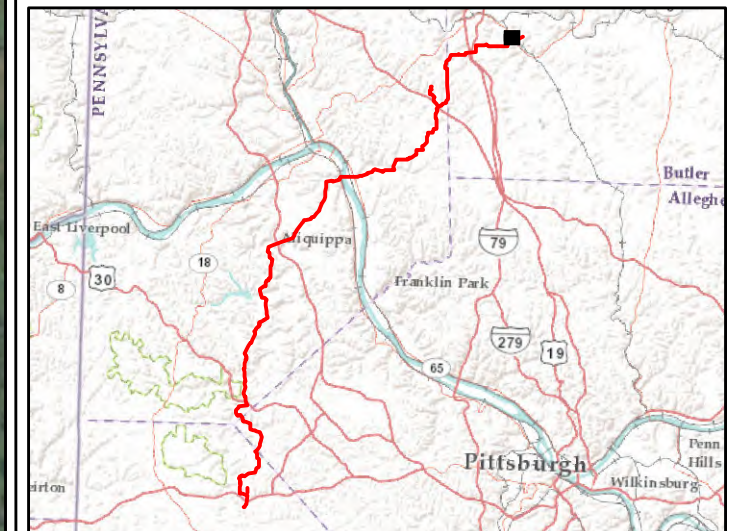 PENNSYLVA
Butler
Alleghe
East Liverpool
Aliquippa
79
18
30
8
Franklin Park
279
19
65
Penn
Hills
Pittsburgh
Wilkinsburg
eirton